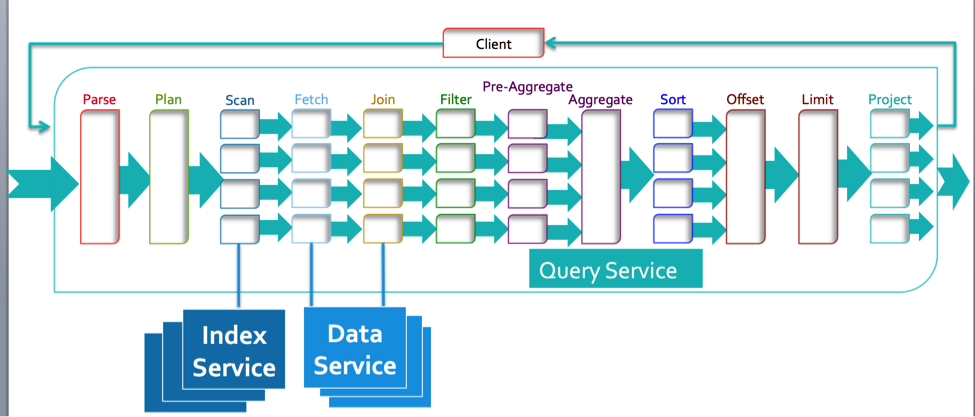 Client
Parse
Plan
Scan
Fetch
Join
Filter
Pre-Aggregate
Aggregate
Sort
Offset
Limit
Project
Query Service
Index
Service
Data
Service